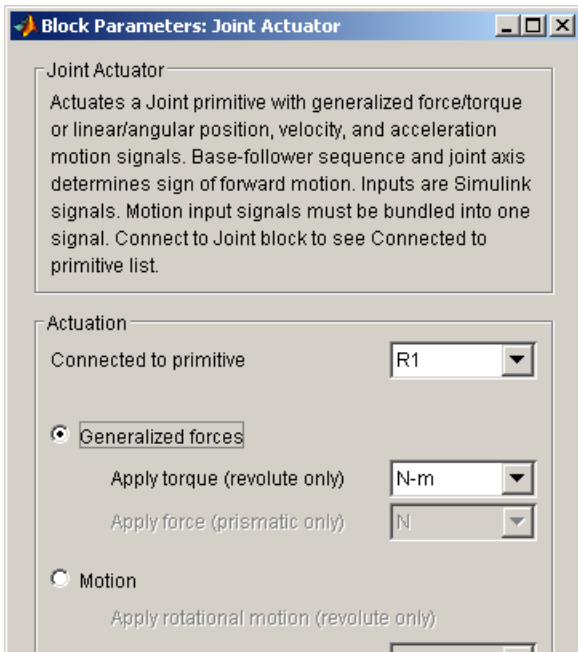 Block Parameters: Joint Actuator
Joint Actuator
Actuates a Joint primitive with generalized force/torque
or linear/angular position, velocity, and acceleration
motion signals. Base-follower sequence and joint axis
determines sign of forward motion. Inputs are Simulink
signals. Motion input signals must be bundled into one
signal. Connect to Joint block to see Connected to
primitive list.
Actuation
Connected to primitive R1
Generalized forces
Apply torque (revolute only) N-m
Apply force (prismatic only) N
Motion
Apply rotational motion (revolute only)